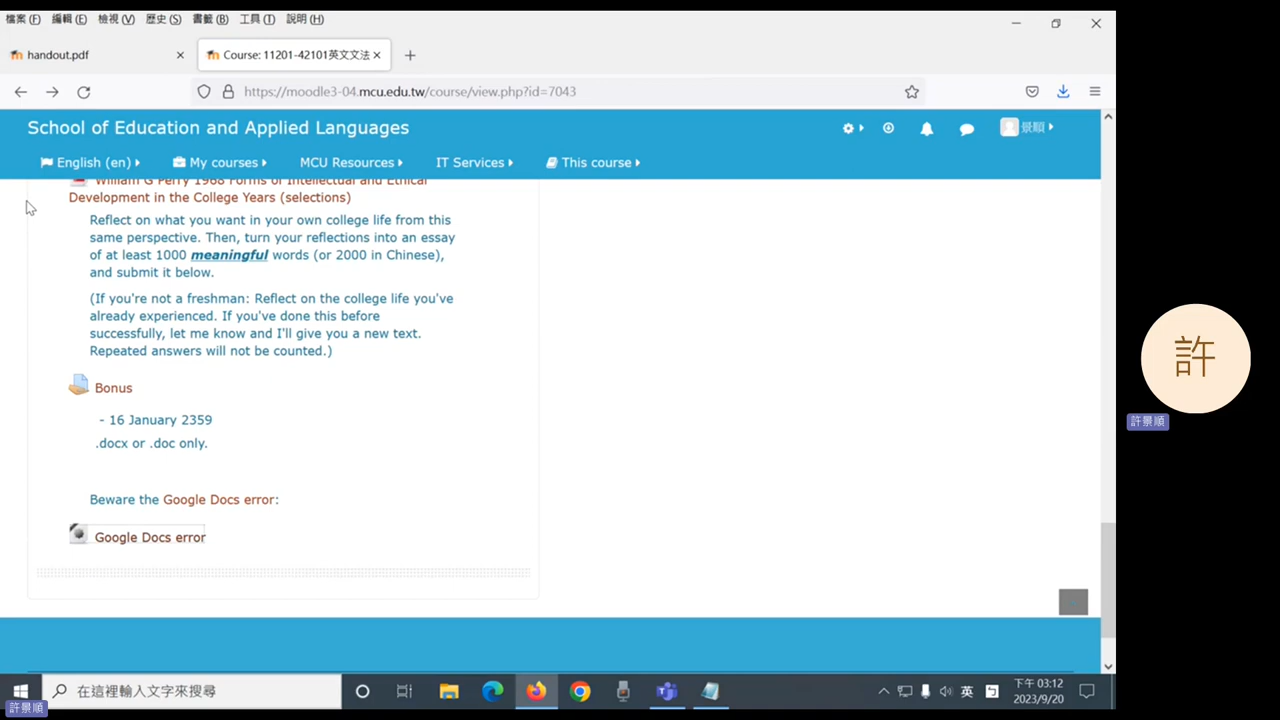 檔案(F) 編輯(E) 檢視(V) 歷史(S) 書籤(B) 工具(T) 說明(H)
handout.pdf
Course: 11201-42101英文文法
https://moodle3-04.mcu.edu.tw/course/view.php?id=7043
School of Education and Applied Languages
景順
English (en) My courses MCU Resources IT Services This course
William G Perry 1968 Forms of Intellectual and Ethical
Development in the College Years (selections)
Reflect on what you want in your own college life from this
same perspective. Then, turn your reflections into an essay
of at least 1000 meaningful words (or 2000 in Chinese),
and submit it below.
(If you're not a freshman: Reflect on the college life you've
already experienced. If you've done this before
successfully, let me know and I'll give you a new text.
Repeated answers will not be counted.)
Bonus
- 16 January 2359
.docx or .doc only.
Beware the Google Docs error:
Google Docs error
許
許景順
在這裡輸入文字來搜尋
英
下午 03:12
2023/9/20
許景順